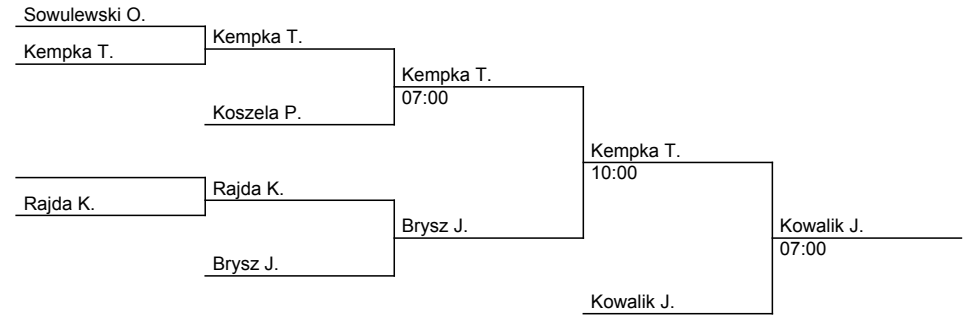 Sowulewski O.
Kempka T.
Kempka T.
Koszela P.
Kempka T.
07:00
Rajda K.
Rajda K.
Brysz J.
Brysz J.
Kempka T.
10:00
Kowalik J.
Kowalik J.
07:00